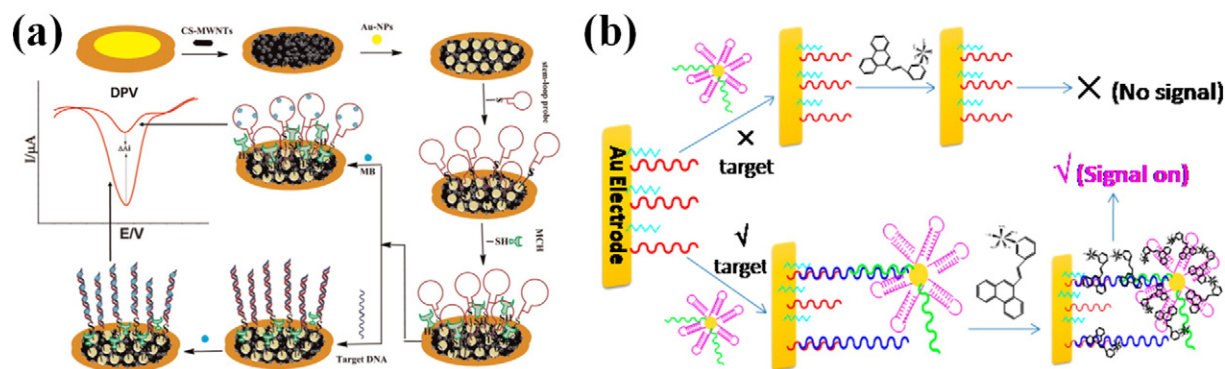 (a)
CS-MWNTs
Au-NPs
stem-loop probe
S
DPV
I/µA
ΔI
E/V
MB
S
S
S
S
MCH
SH
Target DNA
(b)
Au Electrode
× (No signal)
×
target
√ (Signal on)
√
target